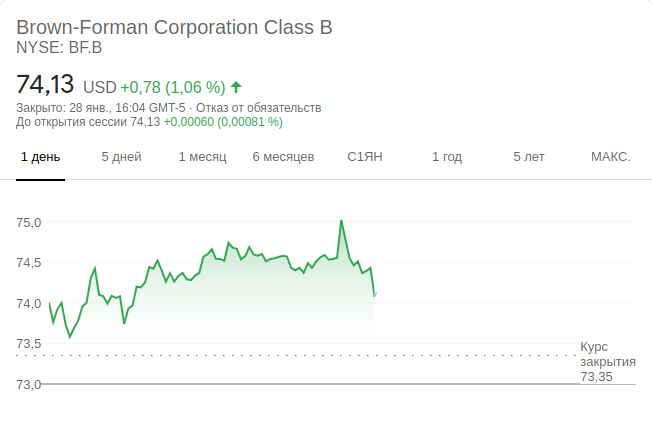 Brown-Forman Corporation Class B
NYSE: BF.B
74,13 USD +0,78 (1,06 %)
Закрыто: 28 янв., 16:04 GMT-5 · Отказ от обязательств
До открытия сессии 74,13 +0,00060 (0,00081 %)
1 день 5 дней 1 месяц 6 месяцев С1ЯН 1 год 5 лет МАКС.
75,0
74,5
74,0
73,5
Курс
закрытия
73,35
73,0